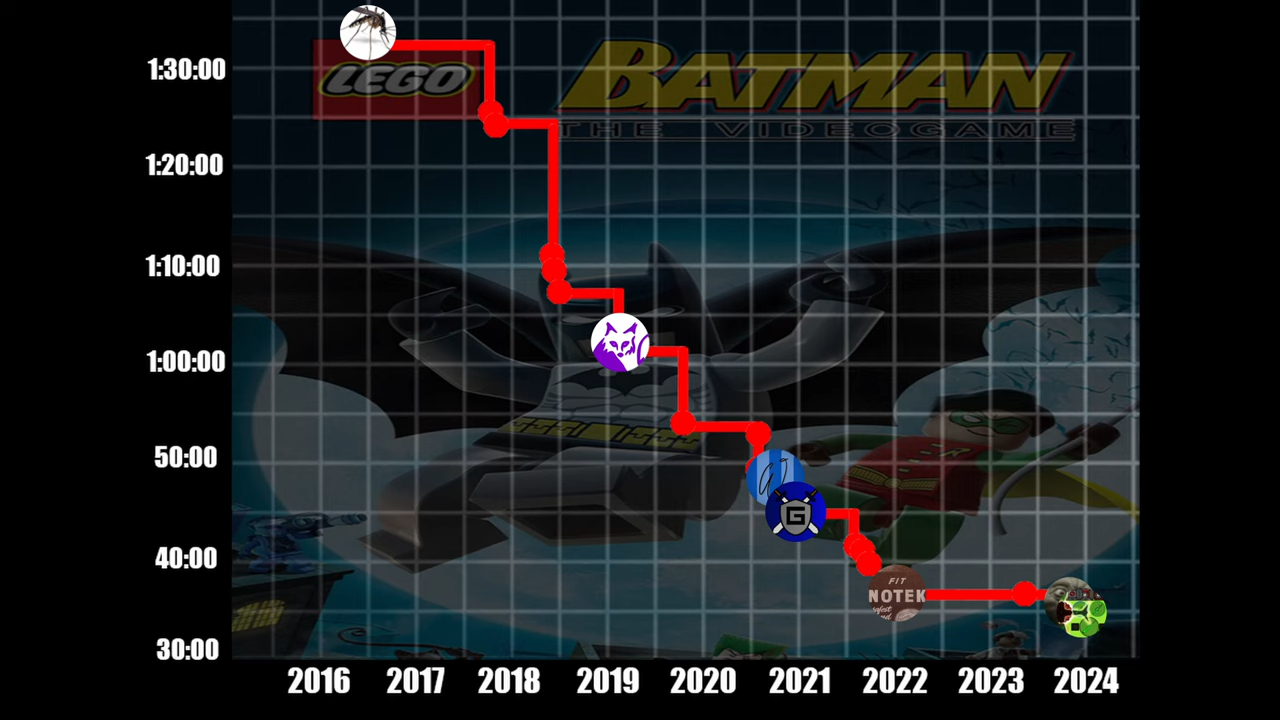 LEGO BATMAN
THE VIDEOGAME
1:30:00
1:20:00
1:10:00
1:00:00
50:00
G
40:00
FIT
NOTEK
30:00
2016 2017 2018 2019 2020 2021 2022 2023 2024